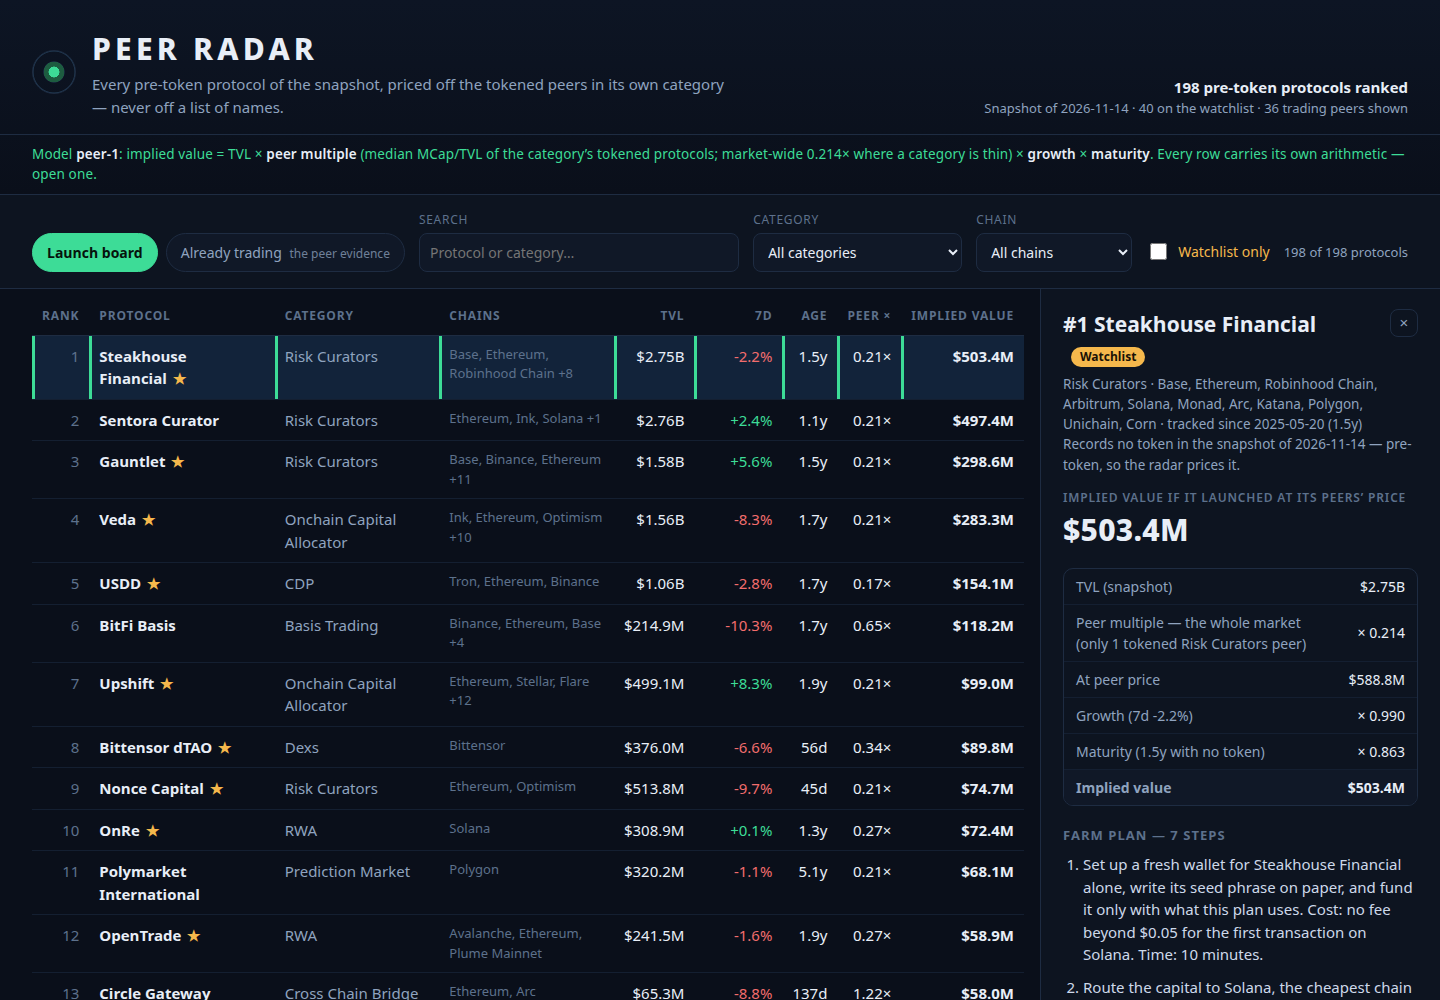 PEER RADAR
Every pre-token protocol of the snapshot, priced off the tokened peers in its own category
— never off a list of names.
198 pre-token protocols ranked
Snapshot of 2026-11-14 · 40 on the watchlist · 36 trading peers shown
Model peer-1: implied value = TVL × peer multiple (median MCap/TVL of the category's tokened protocols; market-wide 0.214× where a category is thin) × growth × maturity. Every row carries its own arithmetic —
open one.
SEARCH
CATEGORY
CHAIN
Launch board
Already trading the peer evidence
Protocol or category…
All categories
All chains
Watchlist only
198 of 198 protocols
RANK PROTOCOL CATEGORY CHAINS TVL 7D AGE PEER × IMPLIED VALUE
1 Steakhouse Risk Curators Base, Ethereum, $2.75B -2.2% 1.5y 0.21× $503.4M
Financial ★ Robinhood Chain +8
2 Sentora Curator Risk Curators Ethereum, Ink, Solana +1 $2.76B +2.4% 1.1y 0.21× $497.4M
3 Gauntlet ★ Risk Curators Base, Binance, Ethereum $1.58B +5.6% 1.5y 0.21× $298.6M
+11
4 Veda ★ Onchain Capital Ink, Ethereum, Optimism $1.56B -8.3% 1.7y 0.21× $283.3M
Allocator +10
5 USDD ★ CDP Tron, Ethereum, Binance $1.06B -2.8% 1.7y 0.17× $154.1M
6 BitFi Basis Basis Trading Binance, Ethereum, Base $214.9M -10.3% 1.7y 0.65× $118.2M
+4
7 Upshift ★ Onchain Capital Ethereum, Stellar, Flare $499.1M +8.3% 1.9y 0.21× $99.0M
Allocator +12
8 Bittensor dTAO ★ Dexs Bittensor $376.0M -6.6% 56d 0.34× $89.8M
9 Nonce Capital ★ Risk Curators Ethereum, Optimism $513.8M -9.7% 45d 0.21× $74.7M
10 OnRe ★ RWA Solana $308.9M +0.1% 1.3y 0.27× $72.4M
11 Polymarket Prediction Market Polygon $320.2M -1.1% 5.1y 0.21× $68.1M
International
12 OpenTrade ★ RWA Avalanche, Ethereum, $241.5M -1.6% 1.9y 0.27× $58.9M
Plume Mainnet
13 Circle Gateway Cross Chain Bridge Ethereum, Arc $65.3M -8.8% 137d 1.22× $58.0M
#1 Steakhouse Financial
×
Watchlist
Risk Curators · Base, Ethereum, Robinhood Chain,
Arbitrum, Solana, Monad, Arc, Katana, Polygon,
Unichain, Corn · tracked since 2025-05-20 (1.5y)
Records no token in the snapshot of 2026-11-14 — pre-
token, so the radar prices it.
IMPLIED VALUE IF IT LAUNCHED AT ITS PEERS' PRICE
$503.4M
TVL (snapshot) $2.75B
Peer multiple — the whole market
(only 1 tokened Risk Curators peer) × 0.214
At peer price $588.8M
Growth (7d -2.2%) × 0.990
Maturity (1.5y with no token) × 0.863
Implied value $503.4M
FARM PLAN — 7 STEPS
1. Set up a fresh wallet for Steakhouse Financial
alone, write its seed phrase on paper, and fund
it only with what this plan uses. Cost: no fee
beyond $0.05 for the first transaction on
Solana. Time: 10 minutes.
2. Route the capital to Solana, the cheapest chain